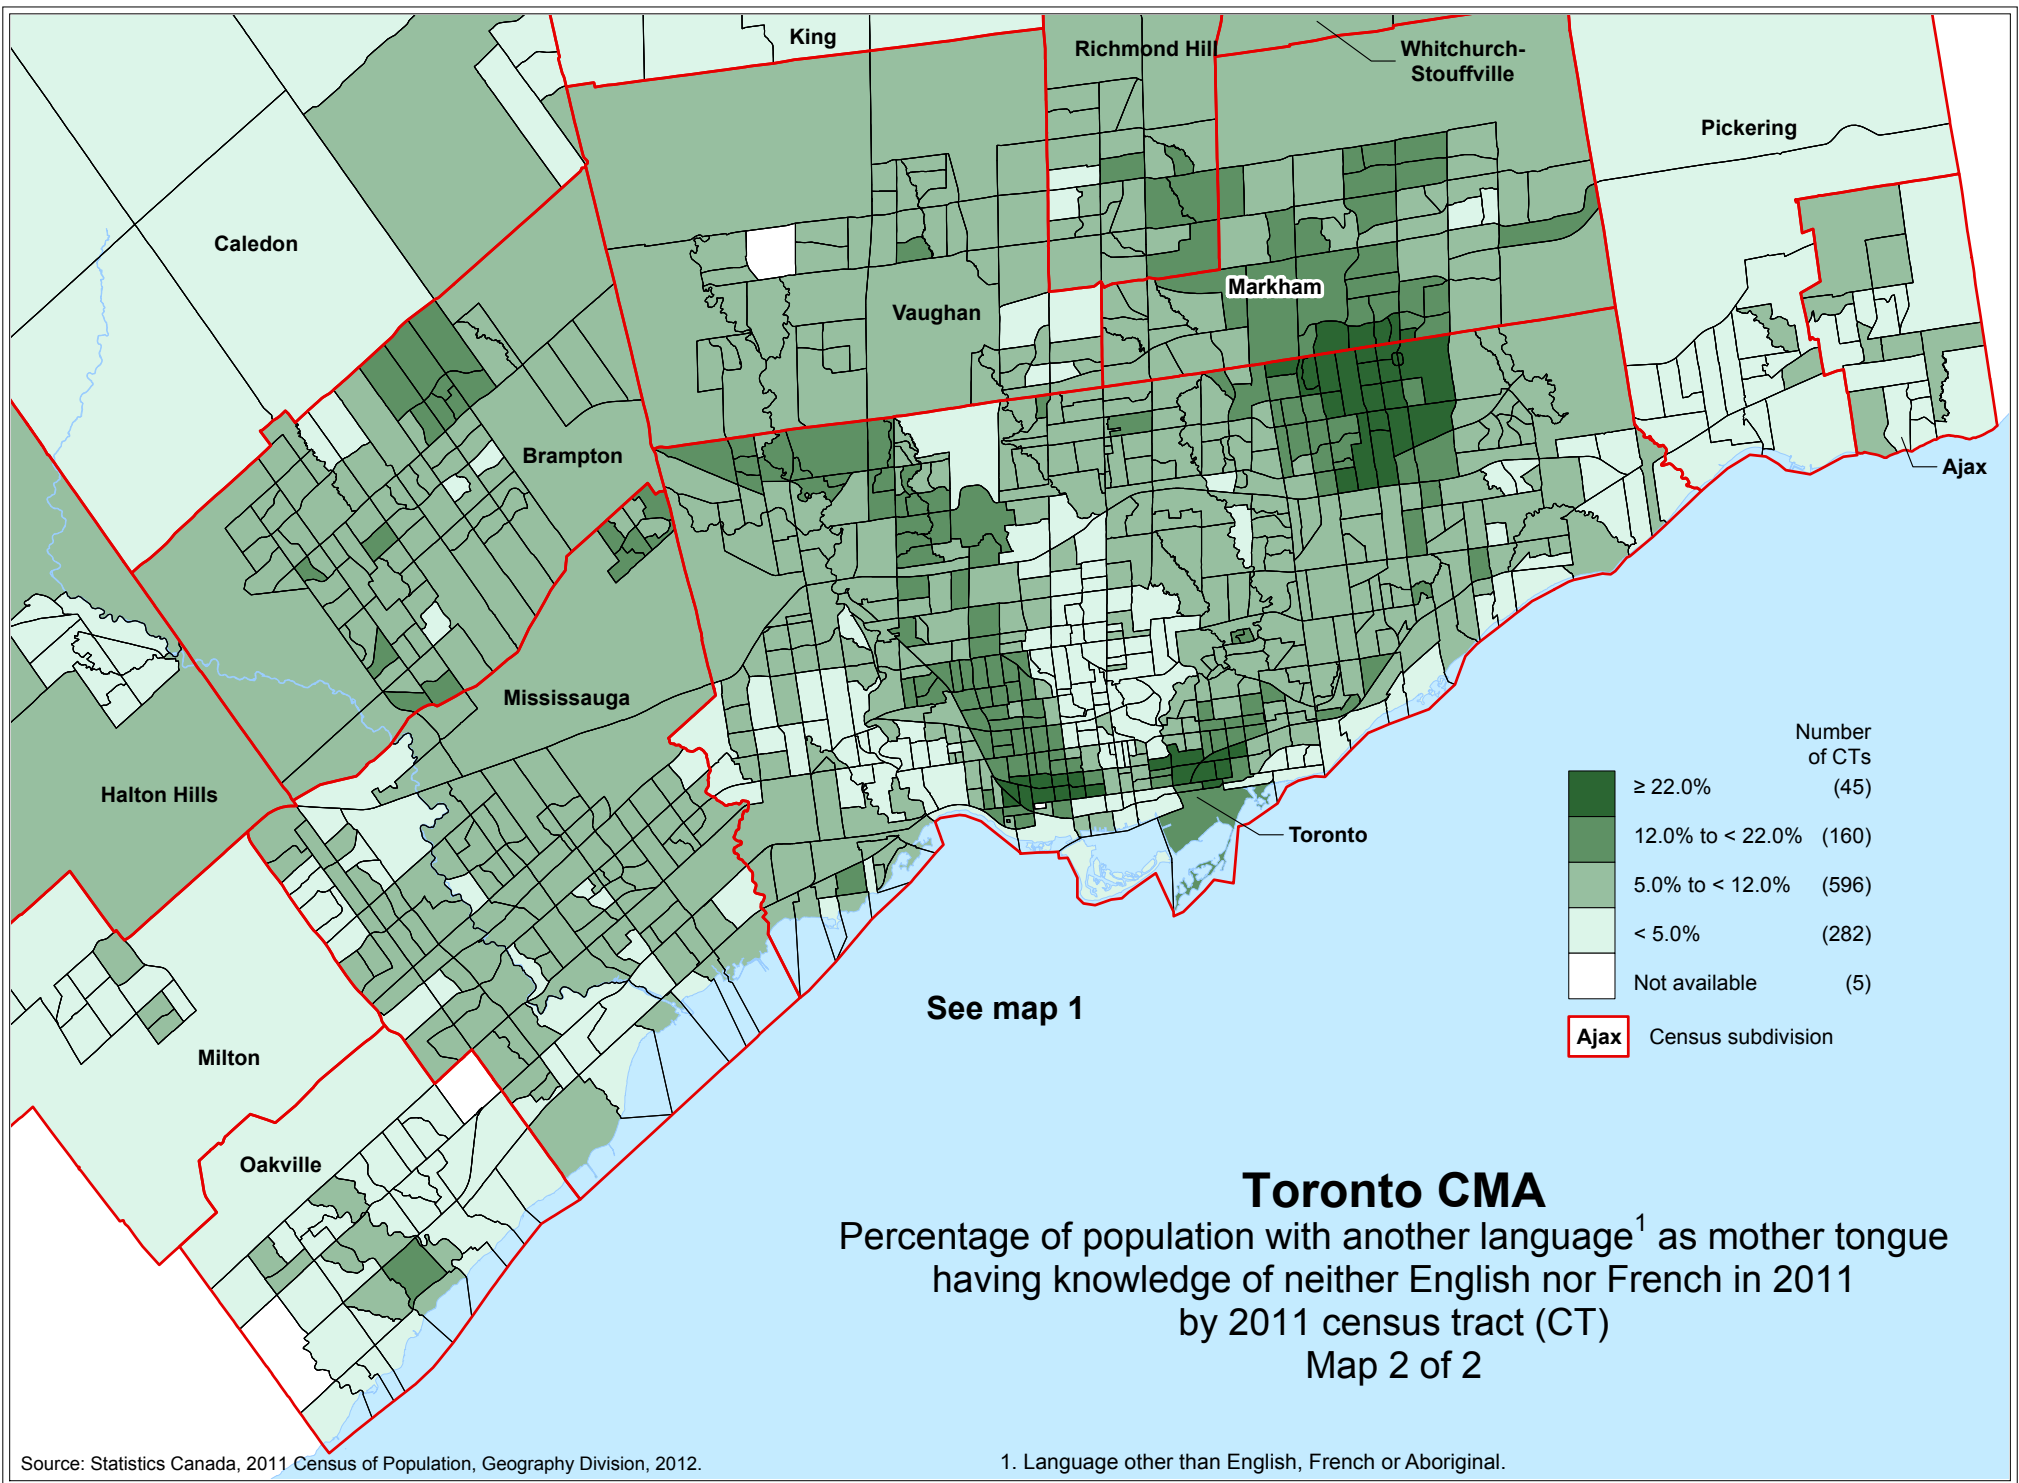 King
Richmond Hill
Whitchurch-
Stouffville
Pickering
Caledon
Markham
Vaughan
Brampton
Ajax
Mississauga
Halton Hills
Toronto
Milton
Oakville
See map 1
Number
of CTs
≥ 22.0% (45)
12.0% to < 22.0% (160)
5.0% to < 12.0% (596)
< 5.0% (282)
Not available (5)
Ajax Census subdivision
Toronto CMA
Percentage of population with another language1 as mother tongue
having knowledge of neither English nor French in 2011
by 2011 census tract (CT)
Map 2 of 2
Source: Statistics Canada, 2011 Census of Population, Geography Division, 2012.
1. Language other than English, French or Aboriginal.